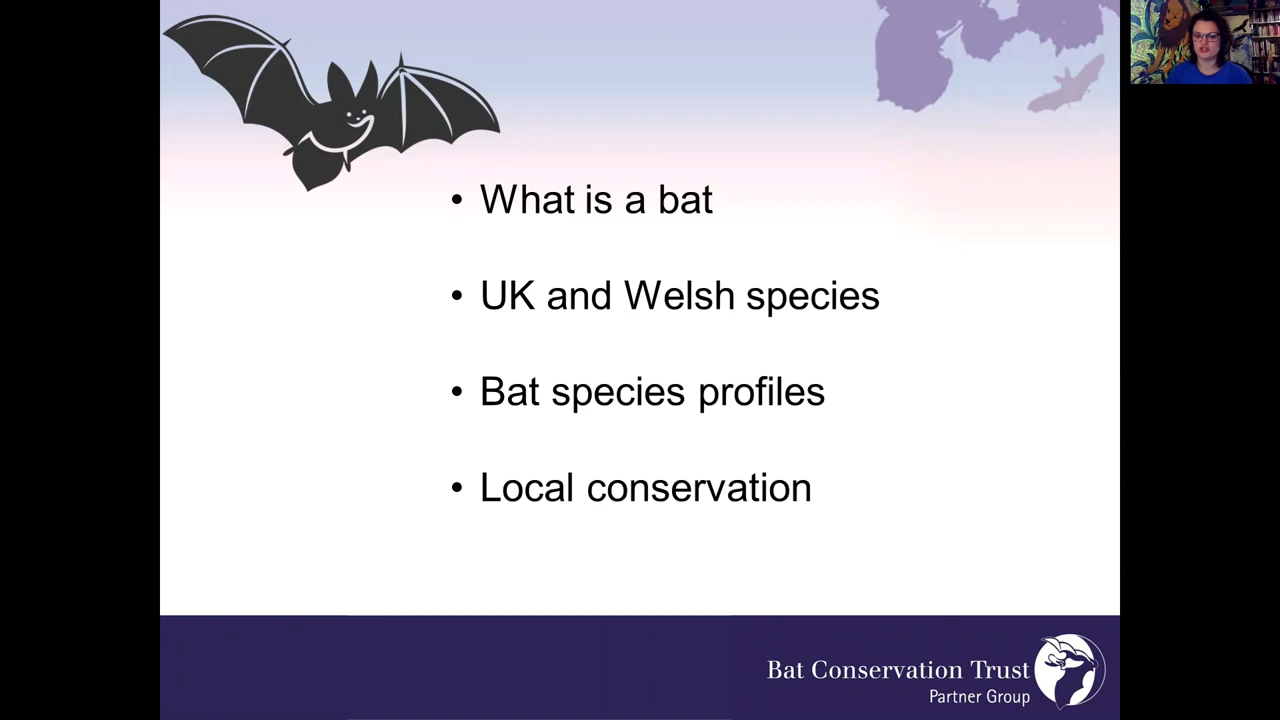 • What is a bat
• UK and Welsh species
• Bat species profiles
• Local conservation
Bat Conservation Trust
Partner Group